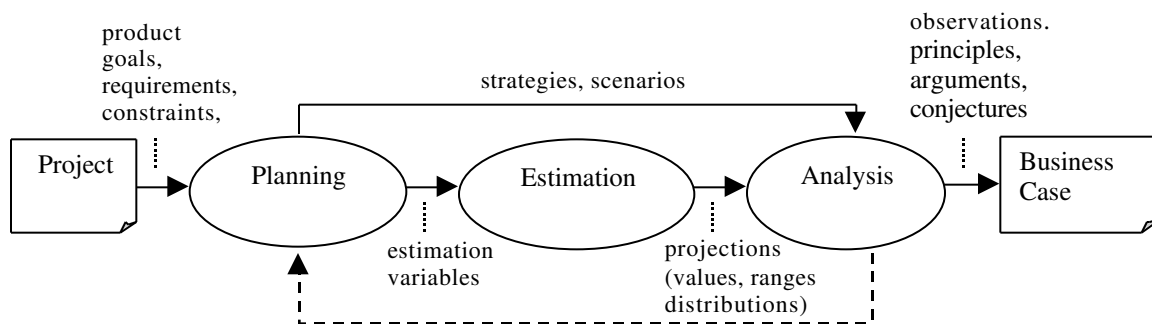 product
goals,
requirements,
constraints,
strategies, scenarios
observations.
principles,
arguments,
conjectures
Project
Planning
Estimation
Analysis
Business
Case
estimation
variables
projections
(values, ranges
distributions)